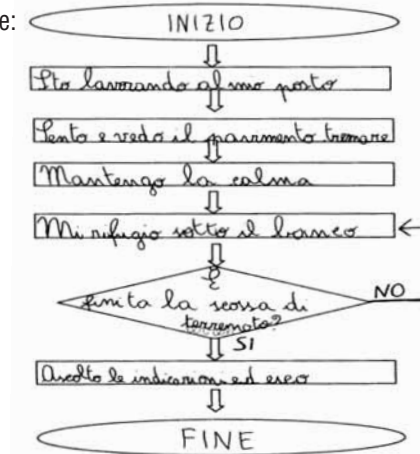 e:
INIZIO
Sto lavorando al mio posto
Sento e vedo il pavimento tremare
Mantengo la calma
Mi rifugio sotto il banco
È
finita la scossa di
terremoto?
NO
SI
Ascolto le indicazioni ed esco
FINE